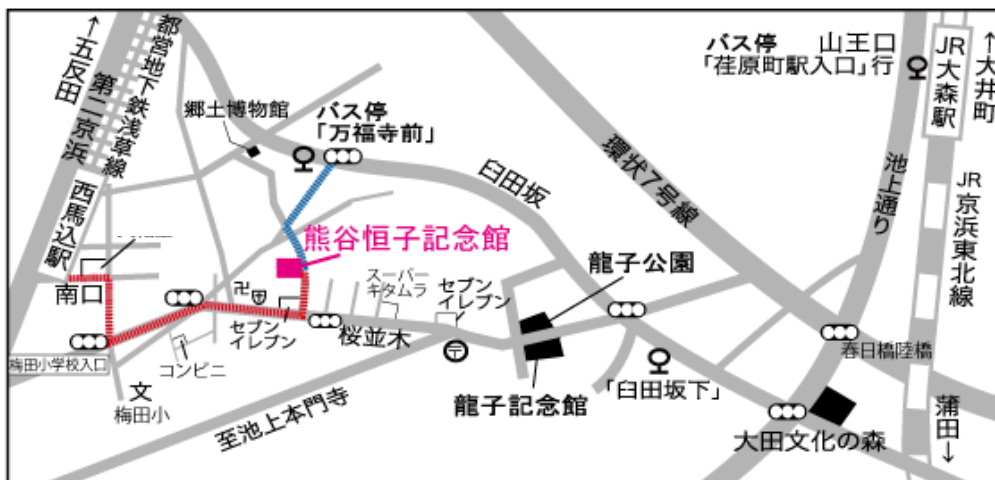 ↑五反田
第二京浜
都営地下鉄浅草線
西馬込駅
南口
梅田小学校入口
文
梅田小
コンビニ
郷土博物館
バス停
「万福寺前」
熊谷恒子記念館
卍
セブン
イレブン
スーパー
キタムラ
セブン
イレブン
桜並木
〒
至池上本門寺
臼田坂
龍子公園
龍子記念館
「臼田坂下」
環状7号線
バス停 山王口
「荏原町駅入口」行
JR大森駅
↑大井町
池上通り
JR京浜東北線
春日橋陸橋
大田文化の森
蒲田↓